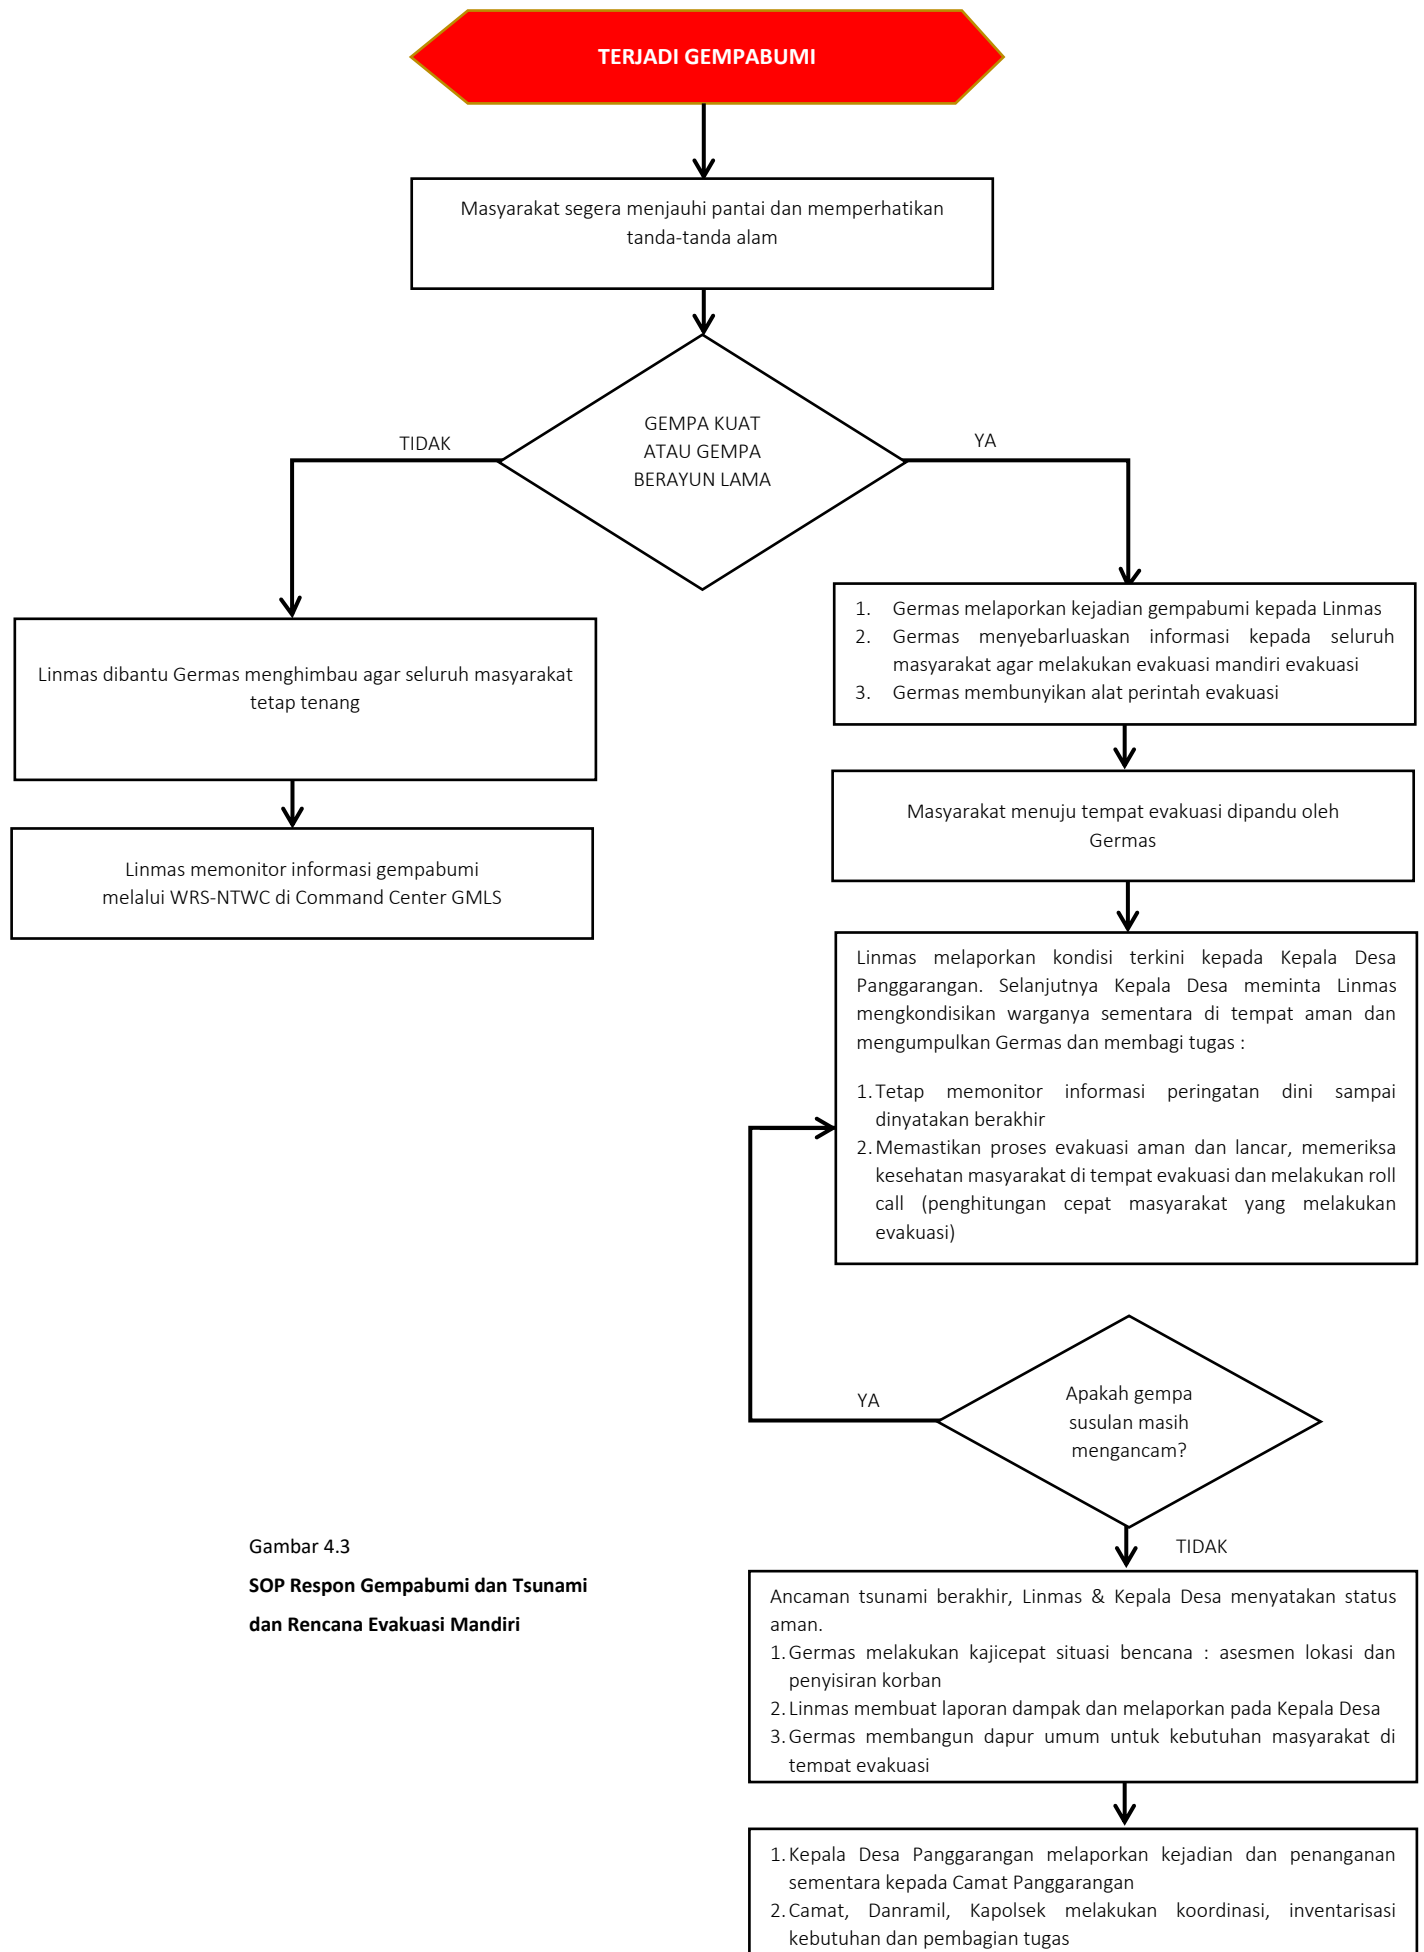 TERJADI GEMPABUMI
Masyarakat segera menjauhi pantai dan memperhatikan
tanda-tanda alam
GEMPA KUAT
ATAU GEMPA
BERAYUN LAMA
TIDAK
YA
Linmas dibantu Germas menghimbau agar seluruh masyarakat
tetap tenang
Linmas memonitor informasi gempabumi
melalui WRS-NTWC di Command Center GMLS
1. Germas melaporkan kejadian gempabumi kepada Linmas
2. Germas menyebarluaskan informasi kepada seluruh
masyarakat agar melakukan evakuasi mandiri evakuasi
3. Germas membunyikan alat perintah evakuasi
Masyarakat menuju tempat evakuasi dipandu oleh
Germas
Linmas melaporkan kondisi terkini kepada Kepala Desa
Panggarangan. Selanjutnya Kepala Desa meminta Linmas
mengkondisikan warganya sementara di tempat aman dan
mengumpulkan Germas dan membagi tugas :
1. Tetap memonitor informasi peringatan dini sampai
dinyatakan berakhir
2. Memastikan proses evakuasi aman dan lancar, memeriksa
kesehatan masyarakat di tempat evakuasi dan melakukan roll
call (penghitungan cepat masyarakat yang melakukan
evakuasi)
Apakah gempa
susulan masih
mengancam?
YA
TIDAK
Gambar 4.3
SOP Respon Gempabumi dan Tsunami
dan Rencana Evakuasi Mandiri
Ancaman tsunami berakhir, Linmas & Kepala Desa menyatakan status
aman.
1. Germas melakukan kajicepat situasi bencana : asesmen lokasi dan
penyisiran korban
2. Linmas membuat laporan dampak dan melaporkan pada Kepala Desa
3. Germas membangun dapur umum untuk kebutuhan masyarakat di
tempat evakuasi
1. Kepala Desa Panggarangan melaporkan kejadian dan penanganan
sementara kepada Camat Panggarangan
2. Camat, Danramil, Kapolsek melakukan koordinasi, inventarisasi
kebutuhan dan pembagian tugas